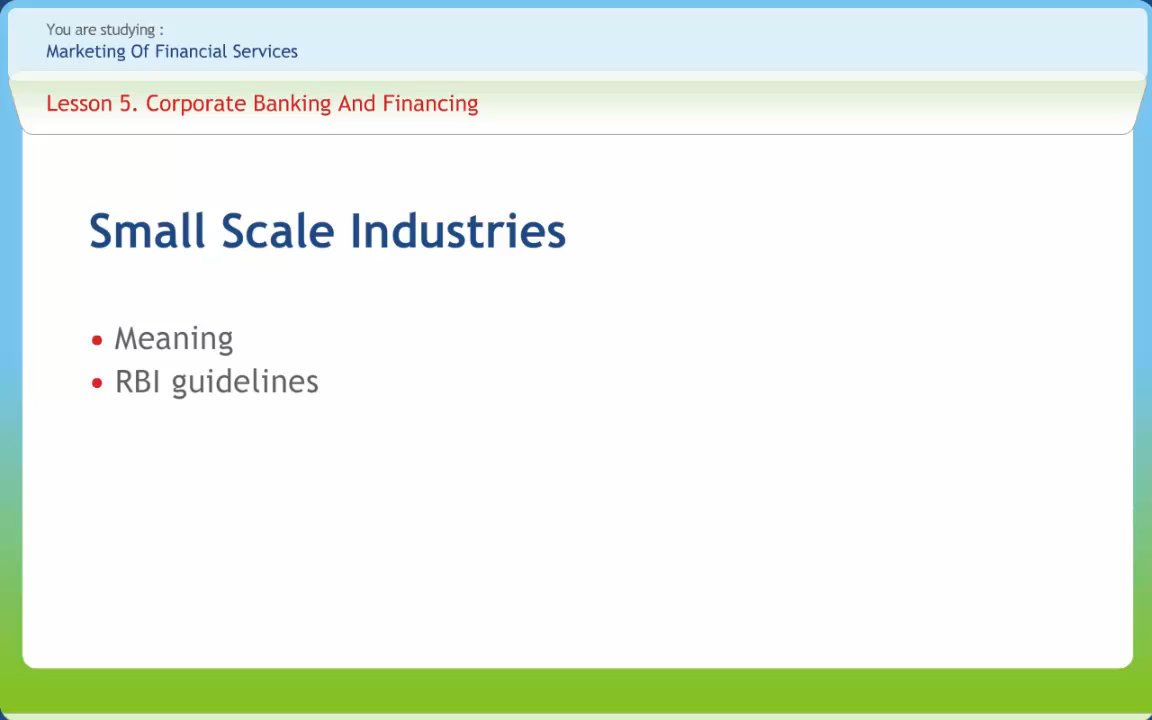 You are studying :
Marketing Of Financial Services
Lesson 5. Corporate Banking And Financing
Small Scale Industries
• Meaning
• RBI guidelines